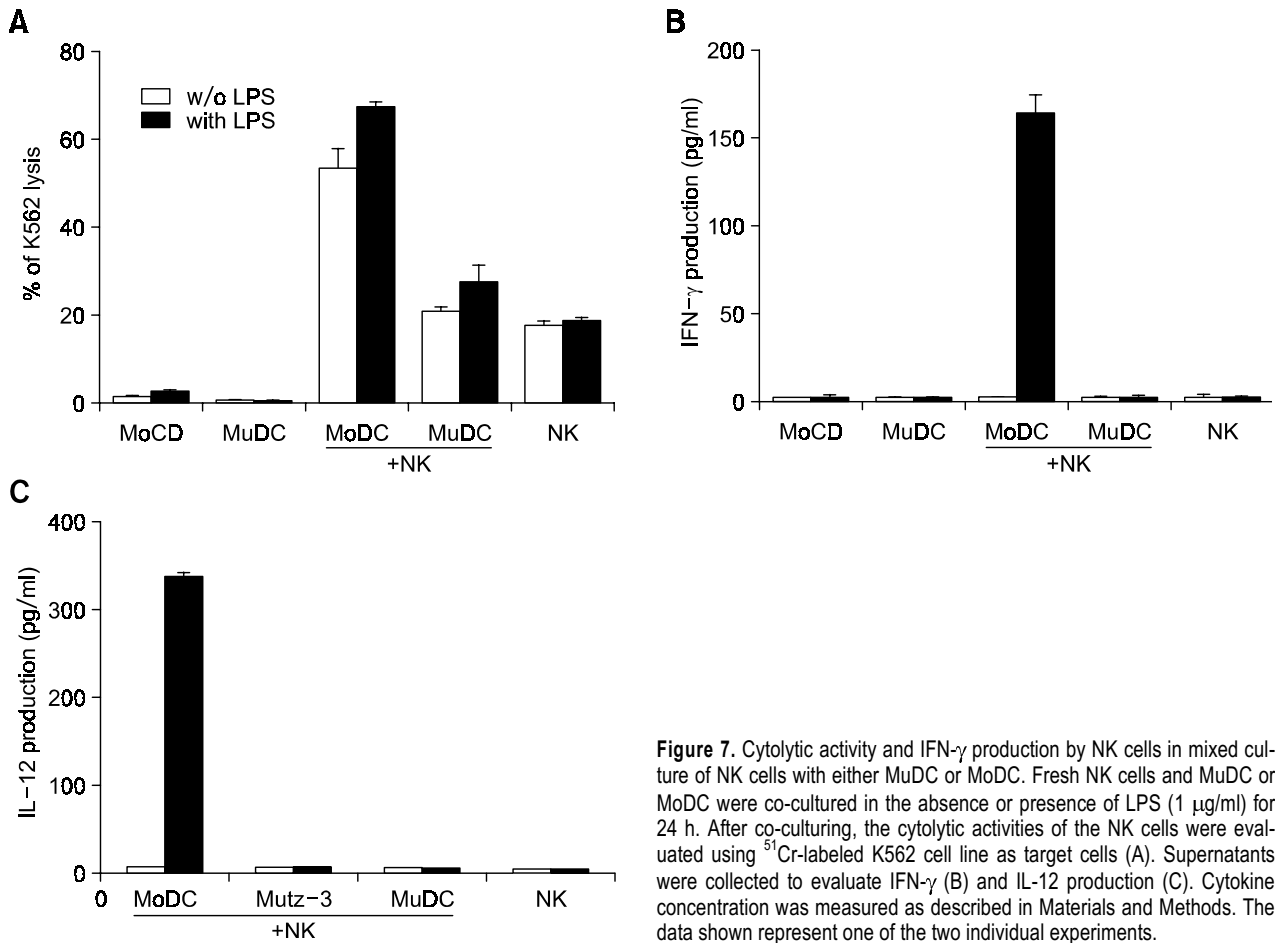 A
80
60
40
20
0
% of K562 lysis
w/o LPS
with LPS
MoCD MuDC MoDC MuDC NK
+NK
B
200
150
100
50
0
IFN−γ production (pg/ml)
MoCD MuDC MoDC MuDC NK
+NK
C
400
300
200
100
0
IL−12 production (pg/ml)
0 MoDC Mutz−3 MuDC NK
+NK
Figure 7. Cytolytic activity and IFN-γ production by NK cells in mixed cul-
ture of NK cells with either MuDC or MoDC. Fresh NK cells and MuDC or
MoDC were co-cultured in the absence or presence of LPS (1 μg/ml) for
24 h. After co-culturing, the cytolytic activities of the NK cells were eval-
uated using ⁵¹Cr-labeled K562 cell line as target cells (A). Supernatants
were collected to evaluate IFN-γ (B) and IL-12 production (C). Cytokine
concentration was measured as described in Materials and Methods. The
data shown represent one of the two individual experiments.